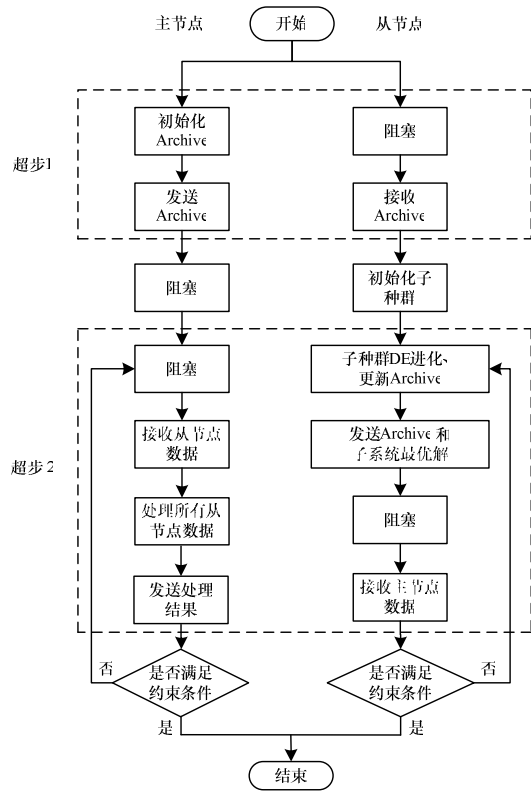 主节点
开始
从节点
超步1
初始化
Archive
阻塞
发送
Archive
接收
Archive
阻塞
初始化子
种群
超步2
阻塞
子种群DE进化、
更新Archive
接收从节点
数据
发送Archive 和
子系统最优解
处理所有从
节点数据
阻塞
发送处理
结果
接收主节点
数据
否
是否满足
约束条件
是否满足
约束条件
否
是
是
结束